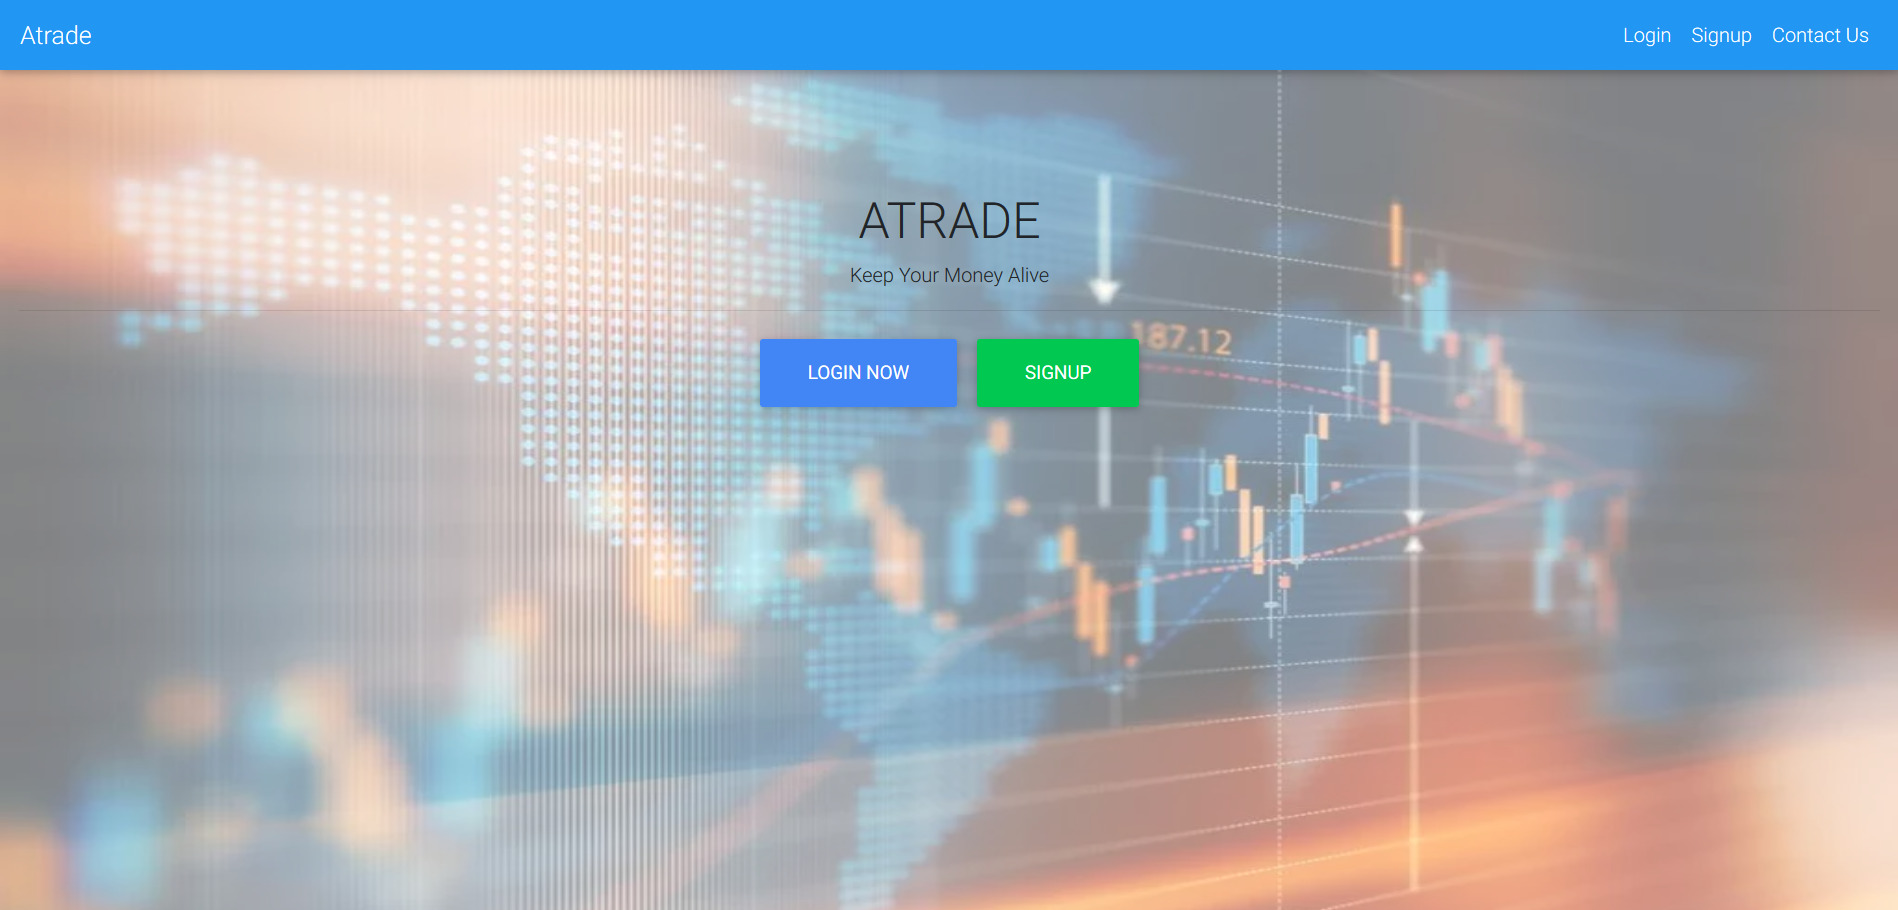 Atrade
Login Signup Contact Us
ATRADE
Keep Your Money Alive
187.12
LOGIN NOW
SIGNUP